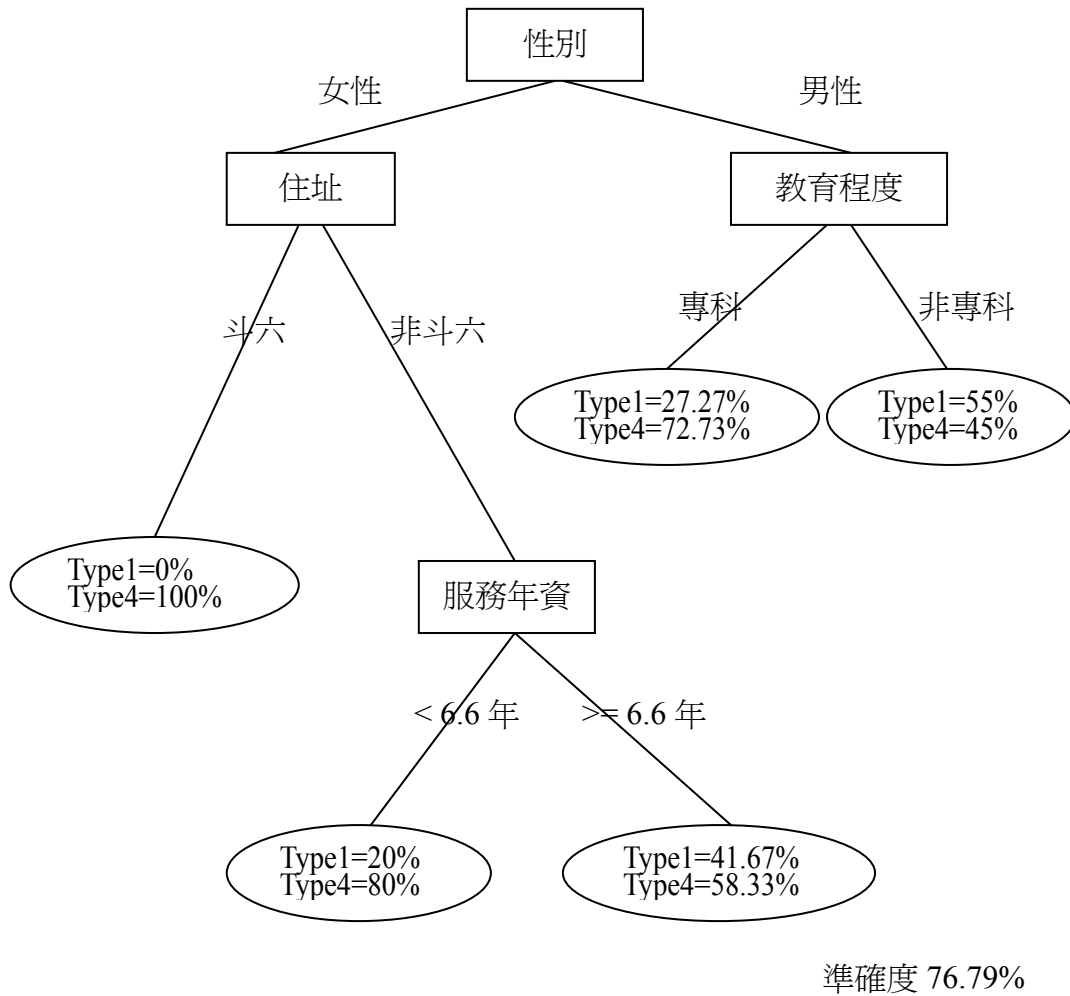 性別
女性
男性
住址
教育程度
斗六
非斗六
專科
非專科
Type1=27.27%
Type4=72.73%
Type1=55%
Type4=45%
Type1=0%
Type4=100%
服務年資
< 6.6 年
>= 6.6 年
Type1=20%
Type4=80%
Type1=41.67%
Type4=58.33%
準確度 76.79%